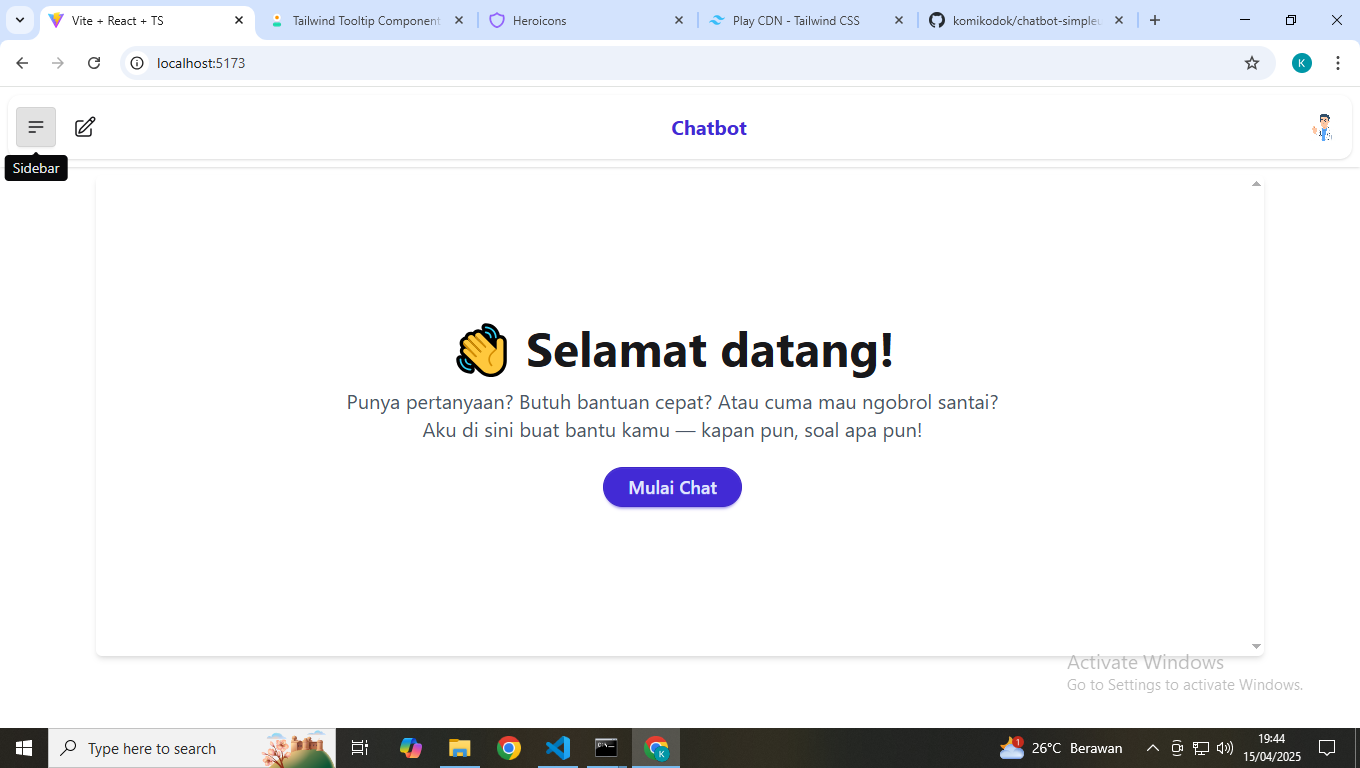 Vite + React + TS
Tailwind Tooltip Component
Heroicons
Play CDN - Tailwind CSS
komikodok/chatbot-simple
localhost:5173
K
Chatbot
Sidebar
👋 Selamat datang!
Punya pertanyaan? Butuh bantuan cepat? Atau cuma mau ngobrol santai?
Aku di sini buat bantu kamu — kapan pun, soal apa pun!
Mulai Chat
Activate Windows
Go to Settings to activate Windows.
Type here to search
K
1
26°C Berawan
19:44
15/04/2025